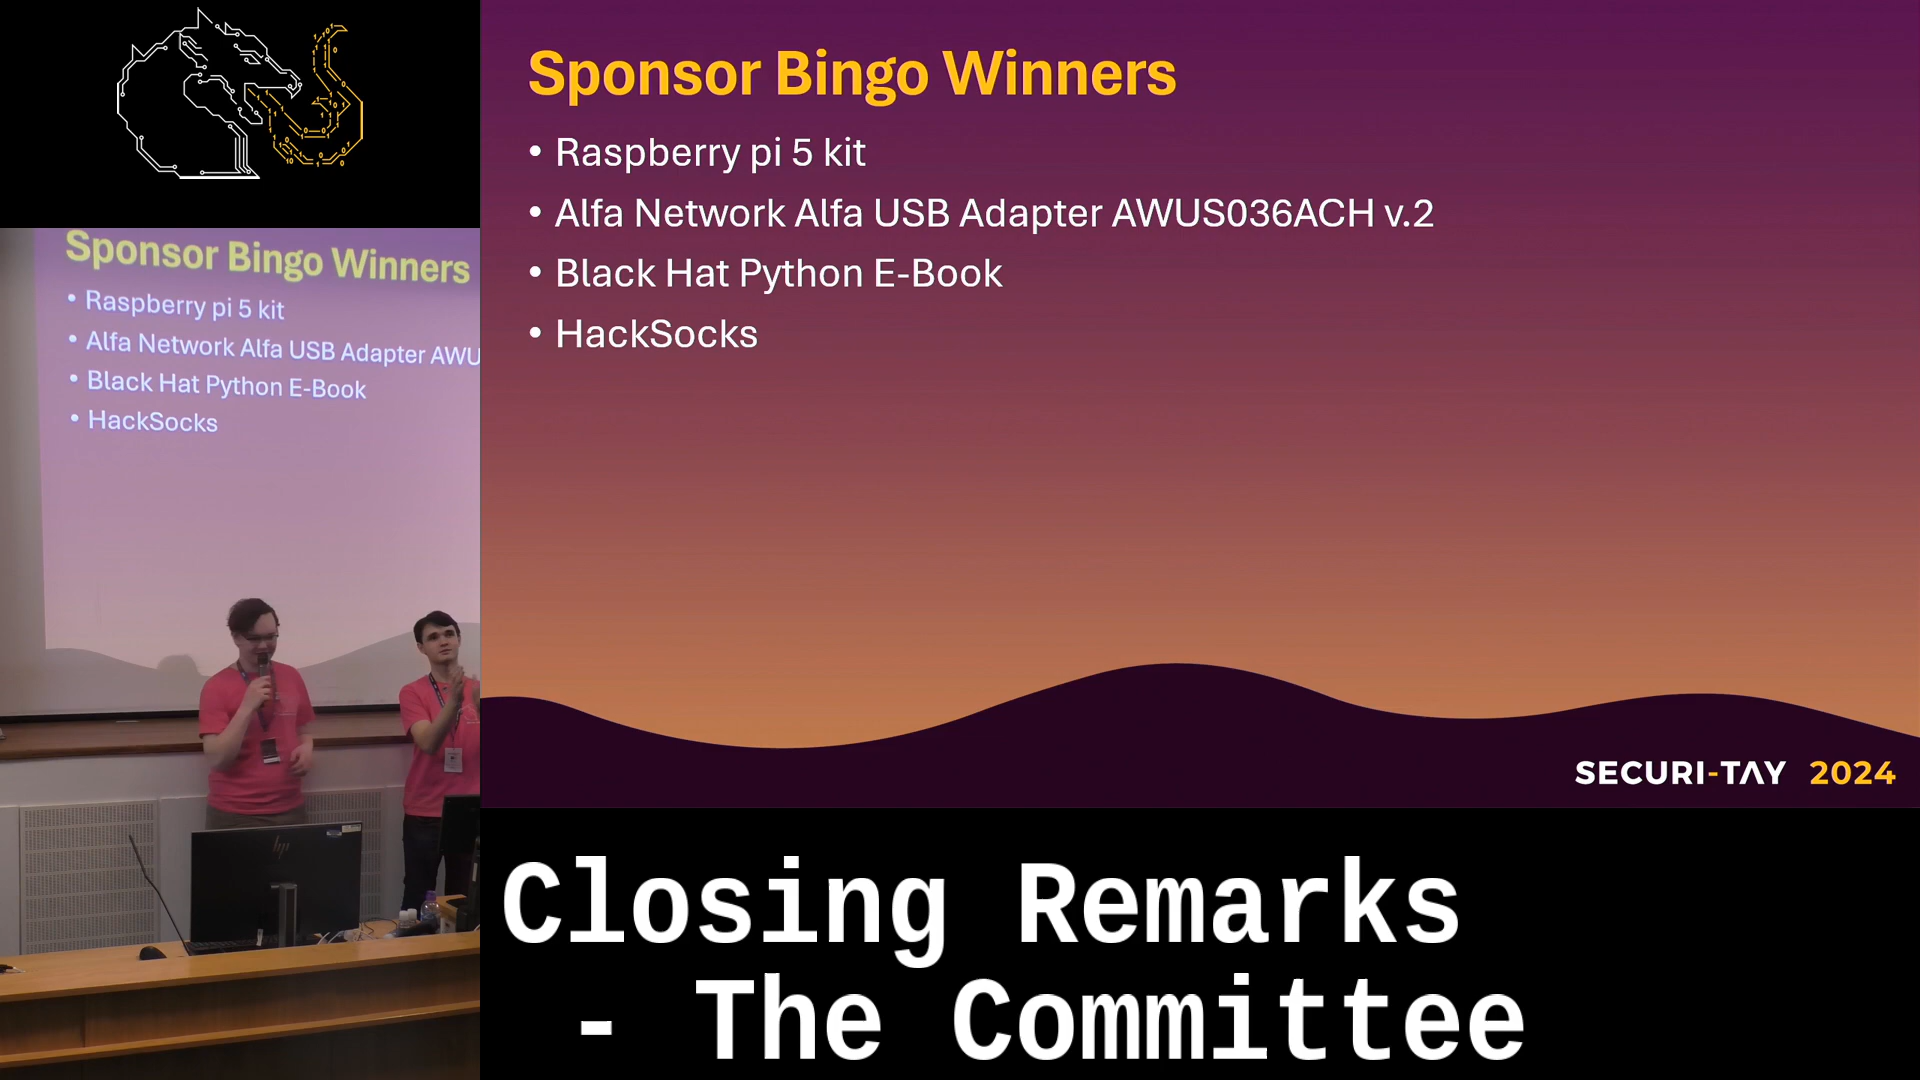 Sponsor Bingo Winners
• Raspberry pi 5 kit
• Alfa Network Alfa USB Adapter AWUS036ACH v.2
• Black Hat Python E-Book
• HackSocks
SECURI-TAY 2024
Sponsor Bingo Winners
• Raspberry pi 5 kit
• Alfa Network Alfa USB Adapter AWU
• Black Hat Python E-Book
• HackSocks
hp
Closing Remarks
- The Committee